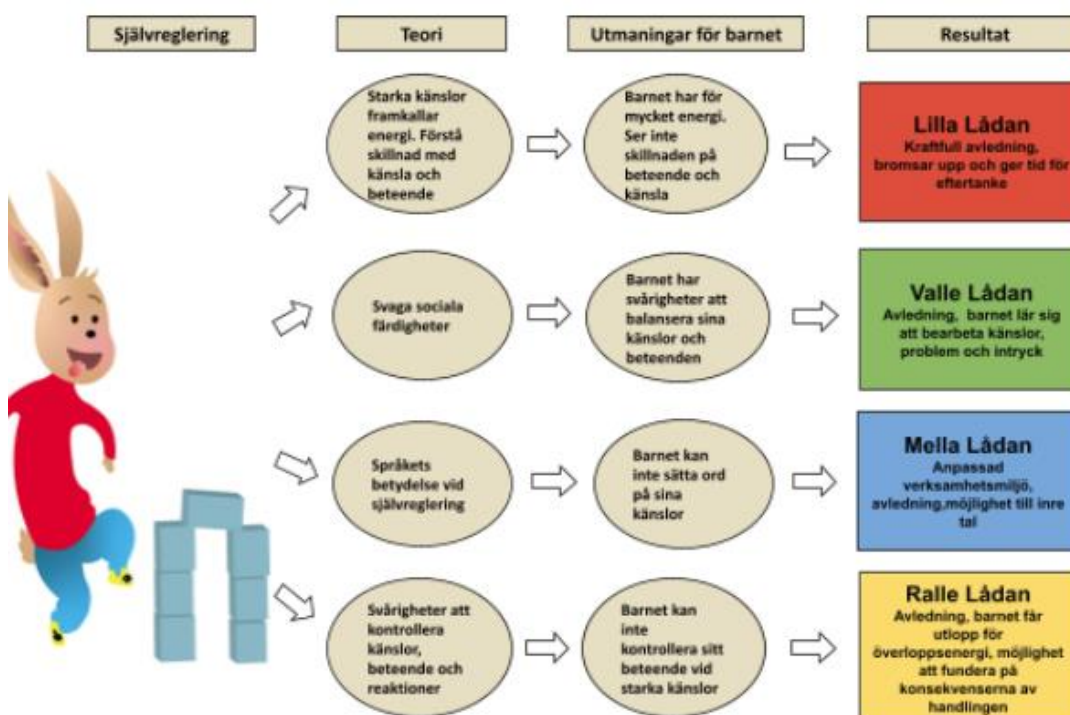 Självreglering
Teori
Utmaningar för barnet
Resultat
Starka känslor
framkallar
energi. Förstå
skillnad med
känsla och
beteende
Barnet har för
mycket energi.
Ser inte
skillnaden på
beteende och
känsla
Lilla Lådan
Kraftfull avledning,
bromsar upp och ger tid för
eftertanke
Svaga sociala
färdigheter
Barnet har
svårigheter att
balansera sina
känslor och
beteenden
Valle Lådan
Avledning, barnet lär sig
att bearbeta känslor,
problem och intryck
Språkets
betydelse vid
självreglering
Barnet kan
inte sätta ord
på sina
känslor
Mella Lådan
Anpassad
verksamhetsmiljö,
avledning,möjlighet till inre
tal
Svårigheter att
kontrollera
känslor,
beteende och
reaktioner
Barnet kan
inte
kontrollera sitt
beteende vid
starka känslor
Ralle Lådan
Avledning, barnet får
utlopp för
överloppsenergi, möjlighet
att fundera på
konsekvenserna av
handlingen